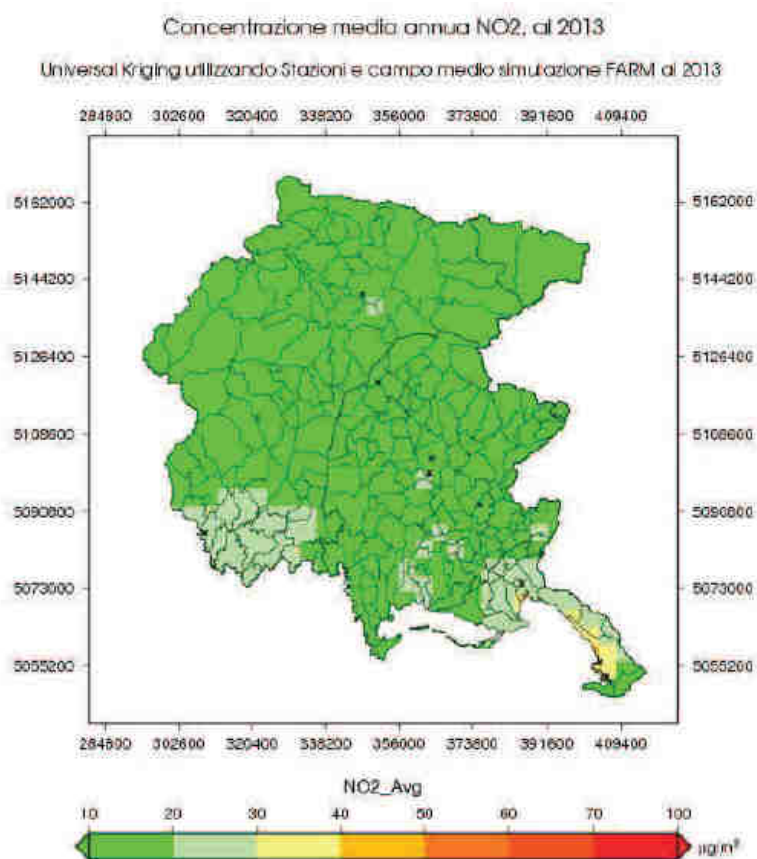 Concentrazione media annua NO2, al 2013
Universal Kriging utilizzando Stazioni e campo medio simulazione FARM al 2013
284800 302600 320400 338200 356000 373800 391600 409400
5162000 5162000
5144200 5144200
5126400 5126400
5108600 5108600
5090800 5090800
5073000 5073000
5055200 5055200
284800 302600 320400 338200 356000 373800 391600 409400
NO2_Avg
10 20 30 40 50 60 70 100
µg/m³